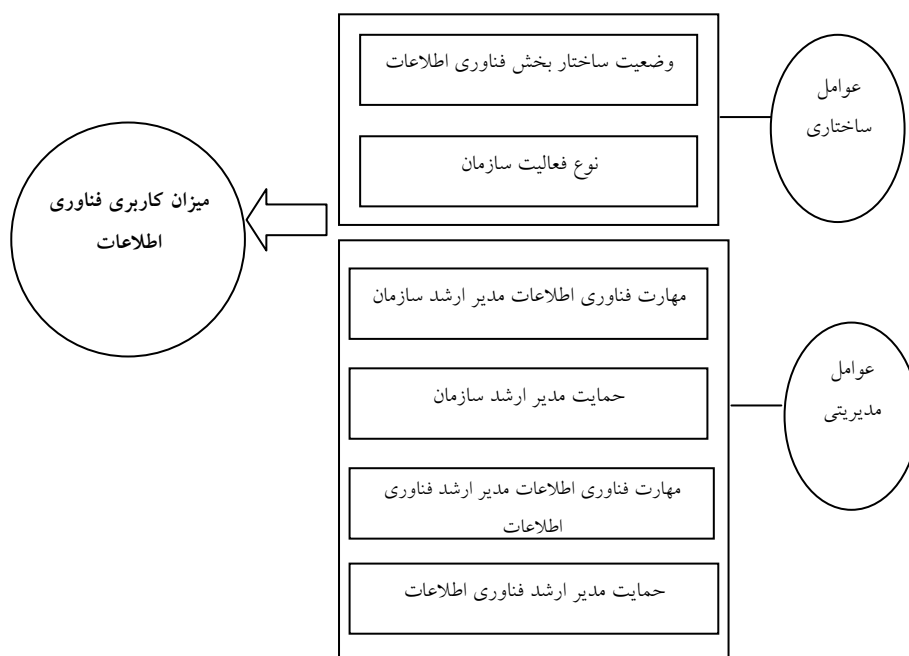 عوامل
ساختاری
وضعیت ساختار بخش فناوری اطلاعات
نوع فعالیت سازمان
میزان کاربری فناوری
اطلاعات
عوامل
مدیریتی
مهارت فناوری اطلاعات مدیر ارشد سازمان
حمایت مدیر ارشد سازمان
مهارت فناوری اطلاعات مدیر ارشد فناوری
اطلاعات
حمایت مدیر ارشد فناوری اطلاعات